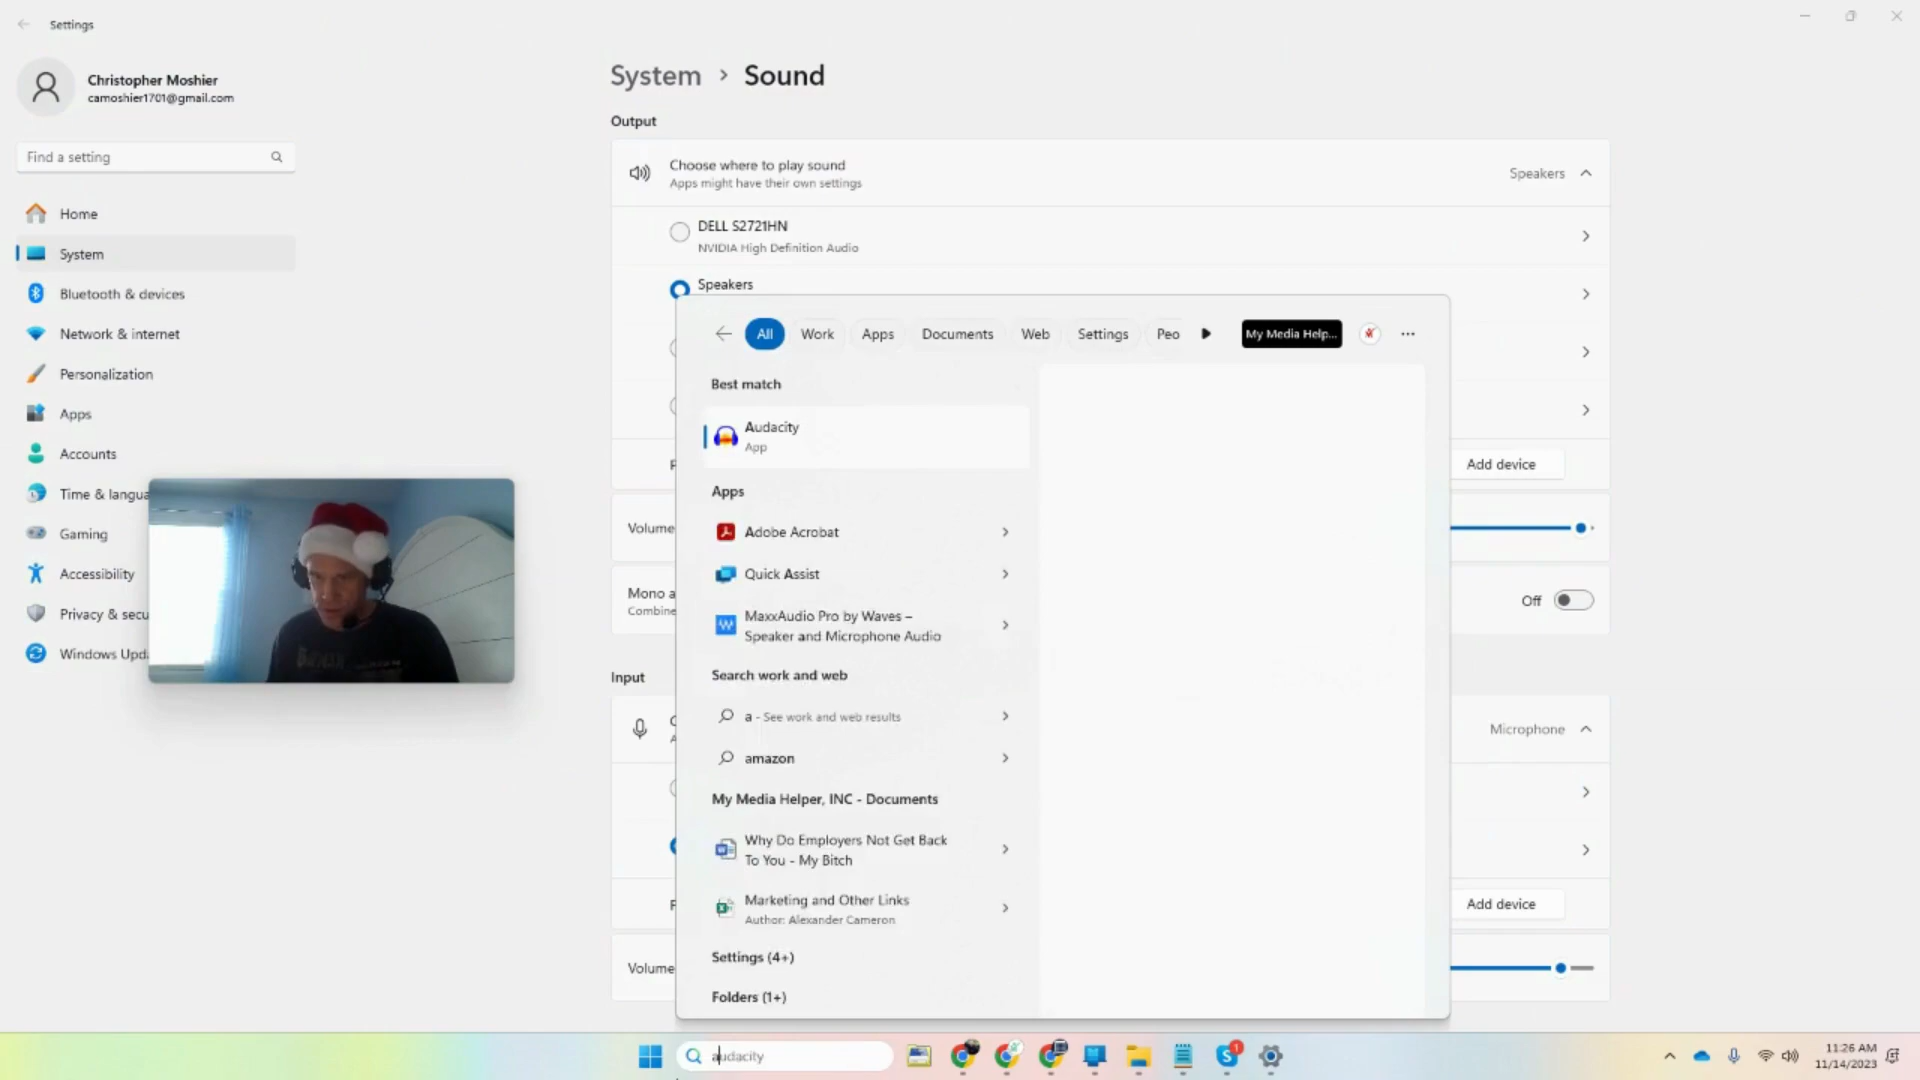 Settings
Christopher Moshier
camoshier1701@gmail.com
Find a setting
Home
System
Bluetooth & devices
Network & internet
Personalization
Apps
Accounts
Time & langua
Gaming
Accessibility
Privacy & secu
Windows Upd
System > Sound
Output
Choose where to play sound
Apps might have their own settings
Speakers
DELL S2721HN
NVIDIA High Definition Audio
Speakers
All
Work
Apps
Documents
Web
Settings
Peo
My Media Help...
Best match
Audacity
App
Apps
Adobe Acrobat
Quick Assist
MaxxAudio Pro by Waves –
Speaker and Microphone Audio
Search work and web
a - See work and web results
amazon
My Media Helper, INC - Documents
Why Do Employers Not Get Back
To You - My Bitch
Marketing and Other Links
Author: Alexander Cameron
Settings (4+)
Folders (1+)
Add device
Volume
Mono a
Combine
Off
Input
Microphone
Add device
Volume
audacity
S
1
11:26 AM
11/14/2023